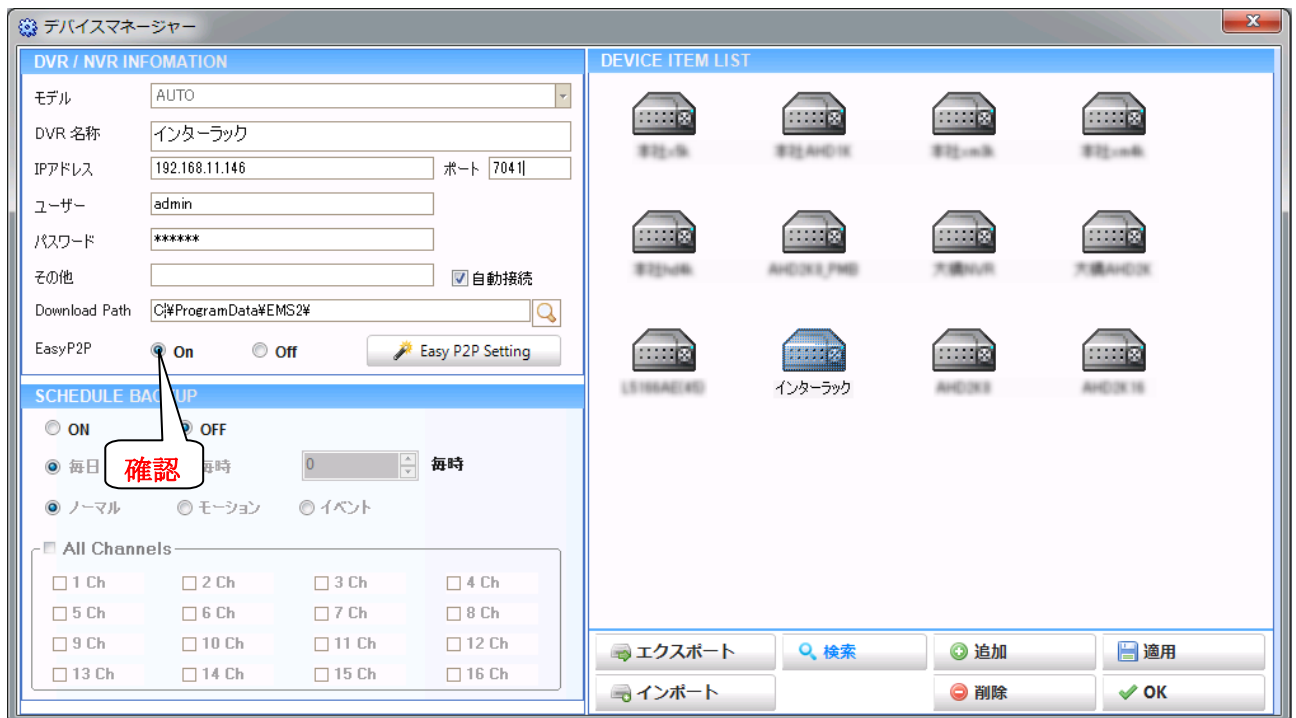 デバイスマネージャー
DVR / NVR INFOMATION
モデル AUTO
DVR 名称 インターラック
IPアドレス 192.168.11.146 ポート 7041
ユーザー admin
パスワード ******
その他 自動接続
Download Path C:¥ProgramData¥EMS2¥
EasyP2P On Off Easy P2P Setting
SCHEDULE BACKUP
ON OFF
確認
毎日 毎時 0 毎時
ノーマル モーション イベント
All Channels
1 Ch 2 Ch 3 Ch 4 Ch
5 Ch 6 Ch 7 Ch 8 Ch
9 Ch 10 Ch 11 Ch 12 Ch
13 Ch 14 Ch 15 Ch 16 Ch
DEVICE ITEM LIST
インターラック
エクスポート 検索 追加 適用
インポート 削除 OK